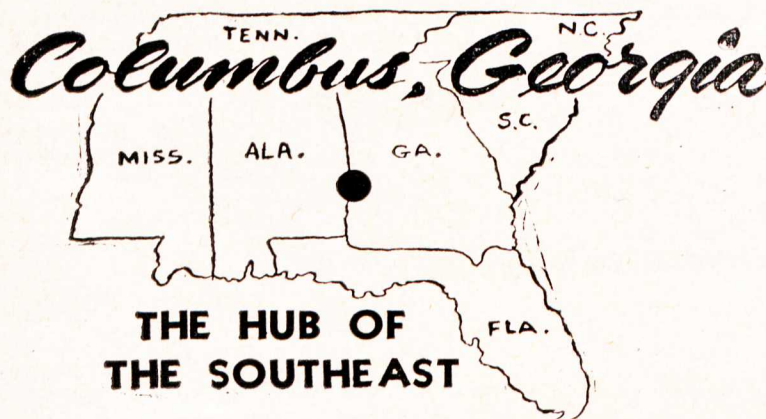 TENN.
N.C.
Columbus, Georgia
S.C.
MISS.
ALA.
GA.
THE HUB OF
THE SOUTHEAST
FLA.